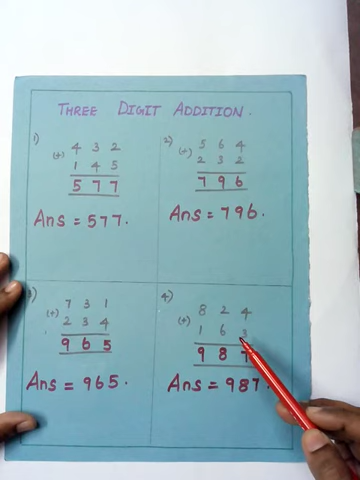 THREE DIGIT ADDITION.
1)
4 3 2
(+)
1 4 5
5 7 7
Ans = 577.
2)
5 6 4
(+)
2 3 2
7 9 6
Ans = 796.
3)
7 3 1
(+)
2 3 4
9 6 5
Ans = 965.
4)
8 2 4
(+)
1 6 3
9 8 7
Ans = 987.